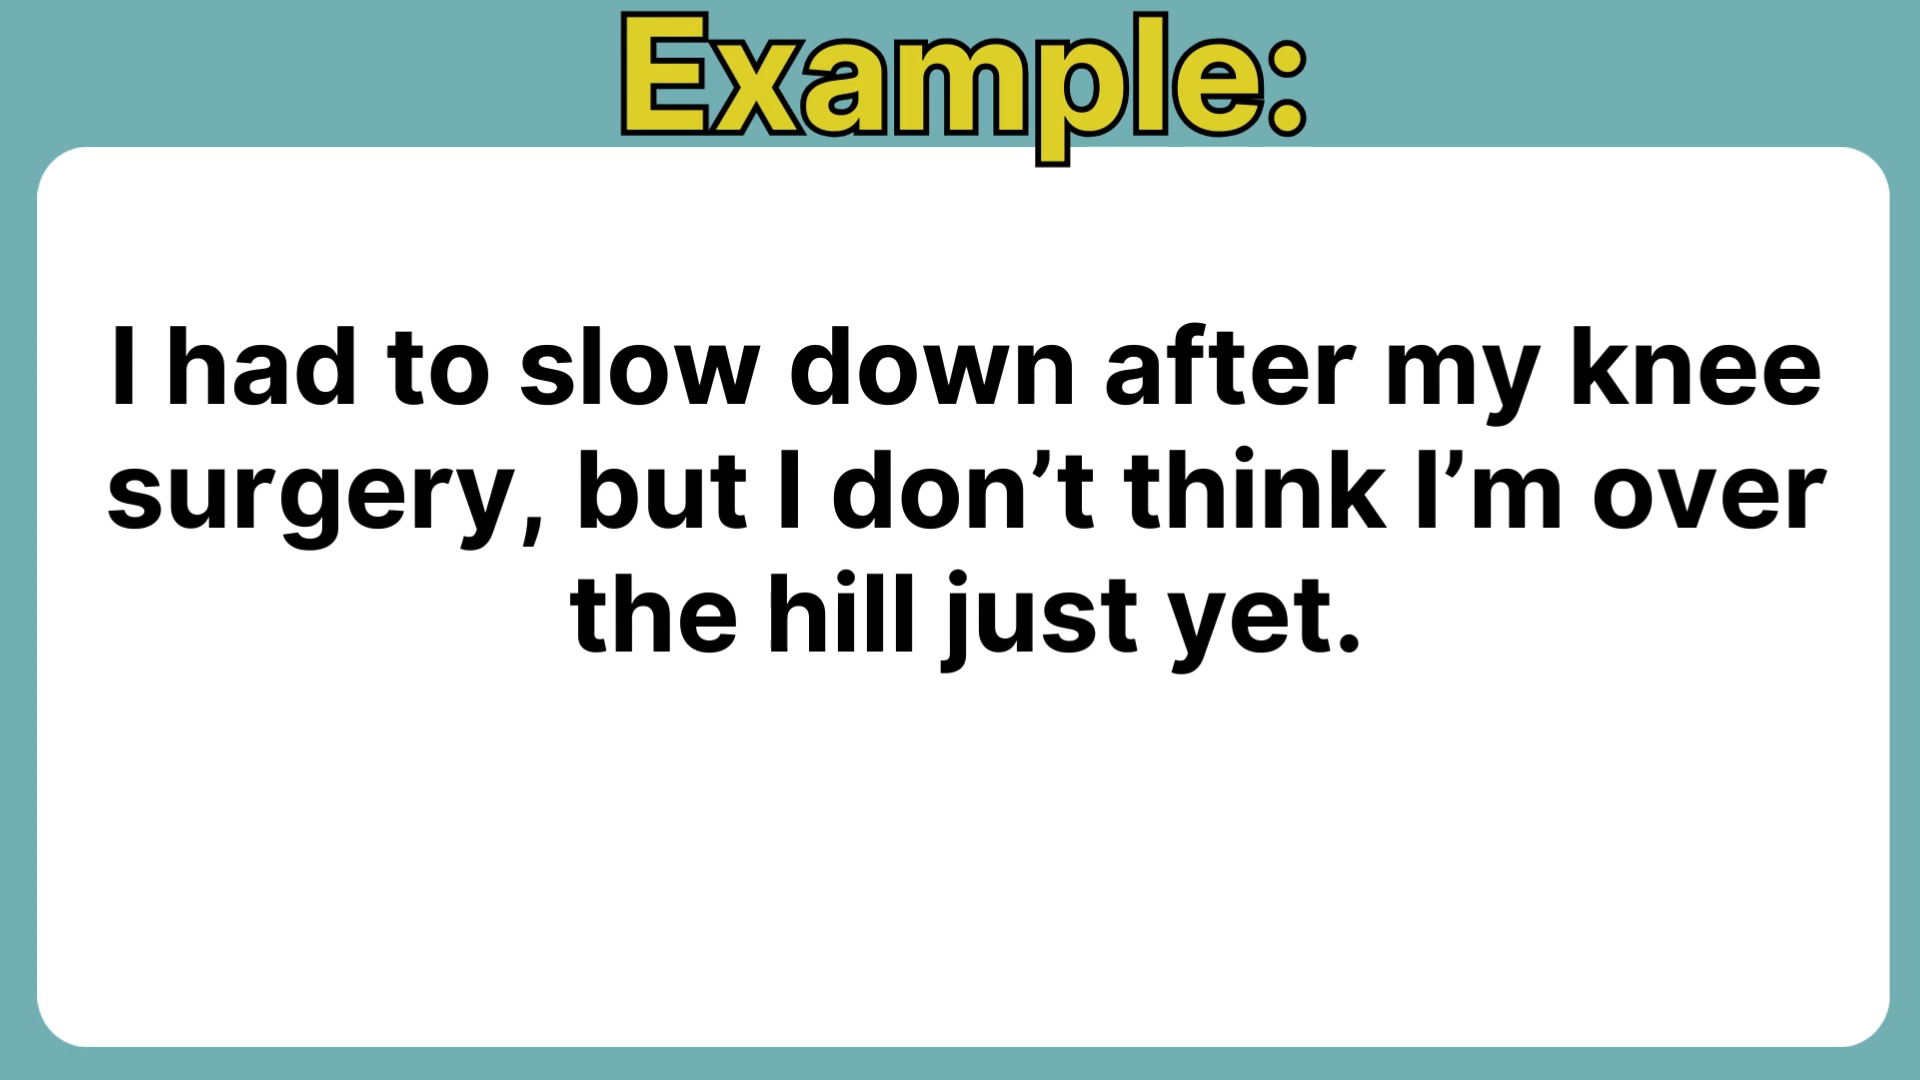 Example:
I had to slow down after my knee
surgery, but I don’t think I’m over
the hill just yet.